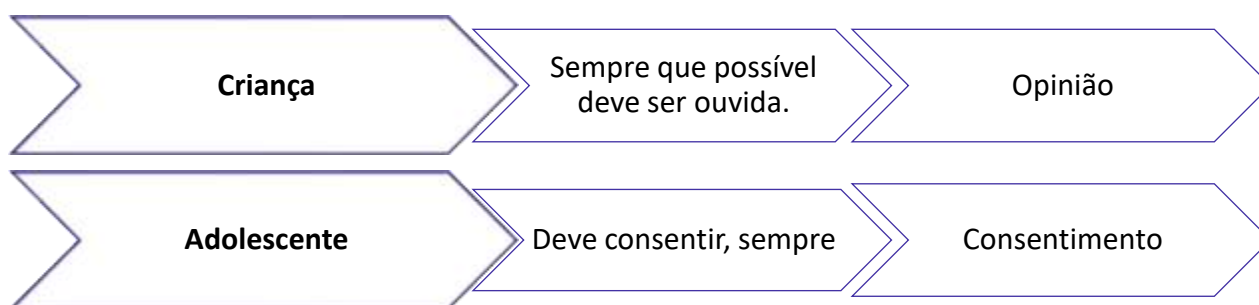 Criança
Sempre que possível
deve ser ouvida.
Opinião
Adolescente
Deve consentir, sempre
Consentimento